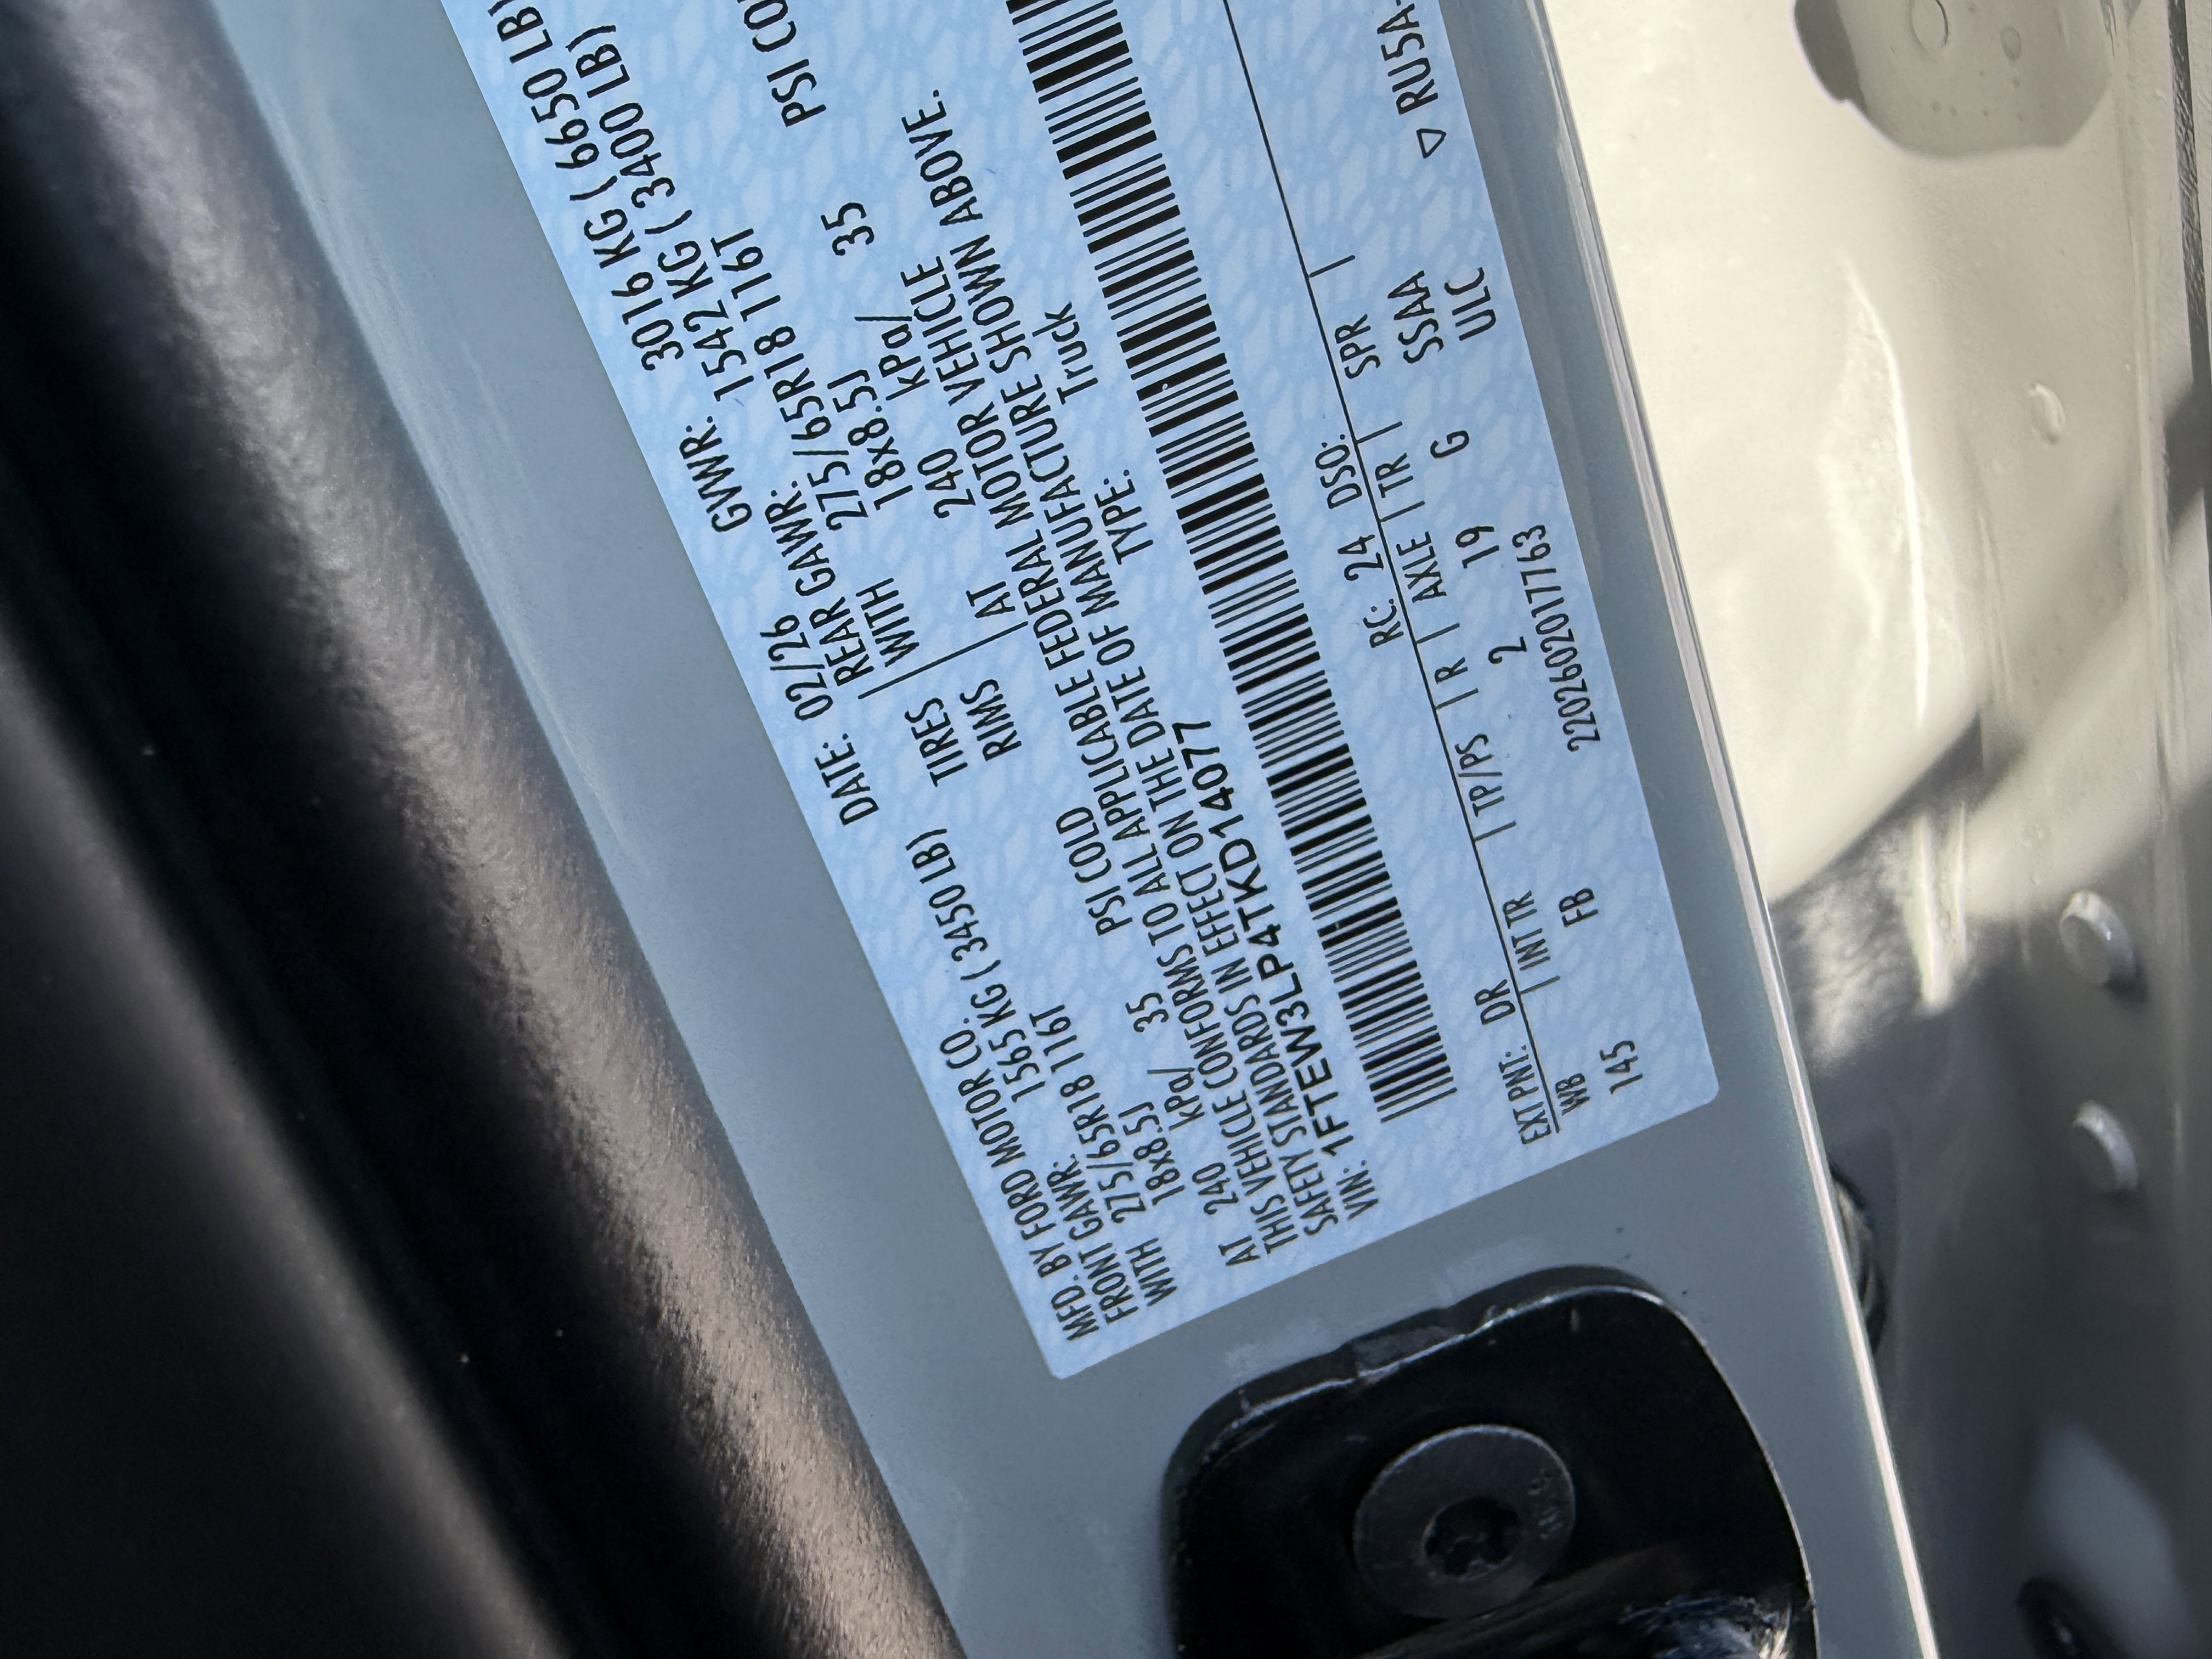 MFD. BY FORD MOTOR CO. DATE: 02/26 GVWR: 3016 KG ( 6650 LB)
FRONT GAWR: 1565 KG ( 3450 LB) REAR GAWR: 1542 KG ( 3400 LB)
WITH 275/65R18 116T TIRES WITH 275/65R18 116T
18x8.5J RIMS 18x8.5J
AT 240 kPa/ 35 PSI COLD AT 240 kPa/ 35 PSI CO
THIS VEHICLE CONFORMS TO ALL APPLICABLE FEDERAL MOTOR VEHICLE
SAFETY STANDARDS IN EFFECT ON THE DATE OF MANUFACTURE SHOWN ABOVE.
VIN: 1FTEW3LP4TKD14077 TYPE: Truck
EXT PNT: DR RC: 24 DSO:
WB INT TR TP/PS R AXLE TR SPR
145 FB 2 19 G SSAA
2202602017763 ULC ▽ RU5A-